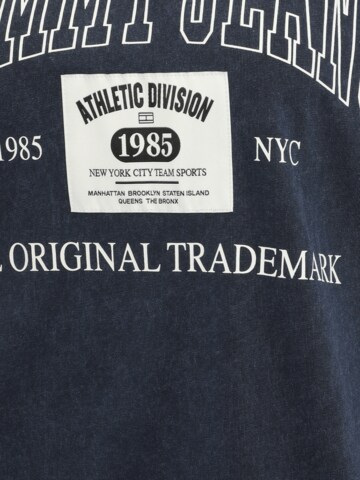 ATHLETIC DIVISION
1985
1985 NYC
NEW YORK CITY TEAM SPORTS
MANHATTAN BROOKLYN STATEN ISLAND
QUEENS THE BRONX
ORIGINAL TRADEMARK